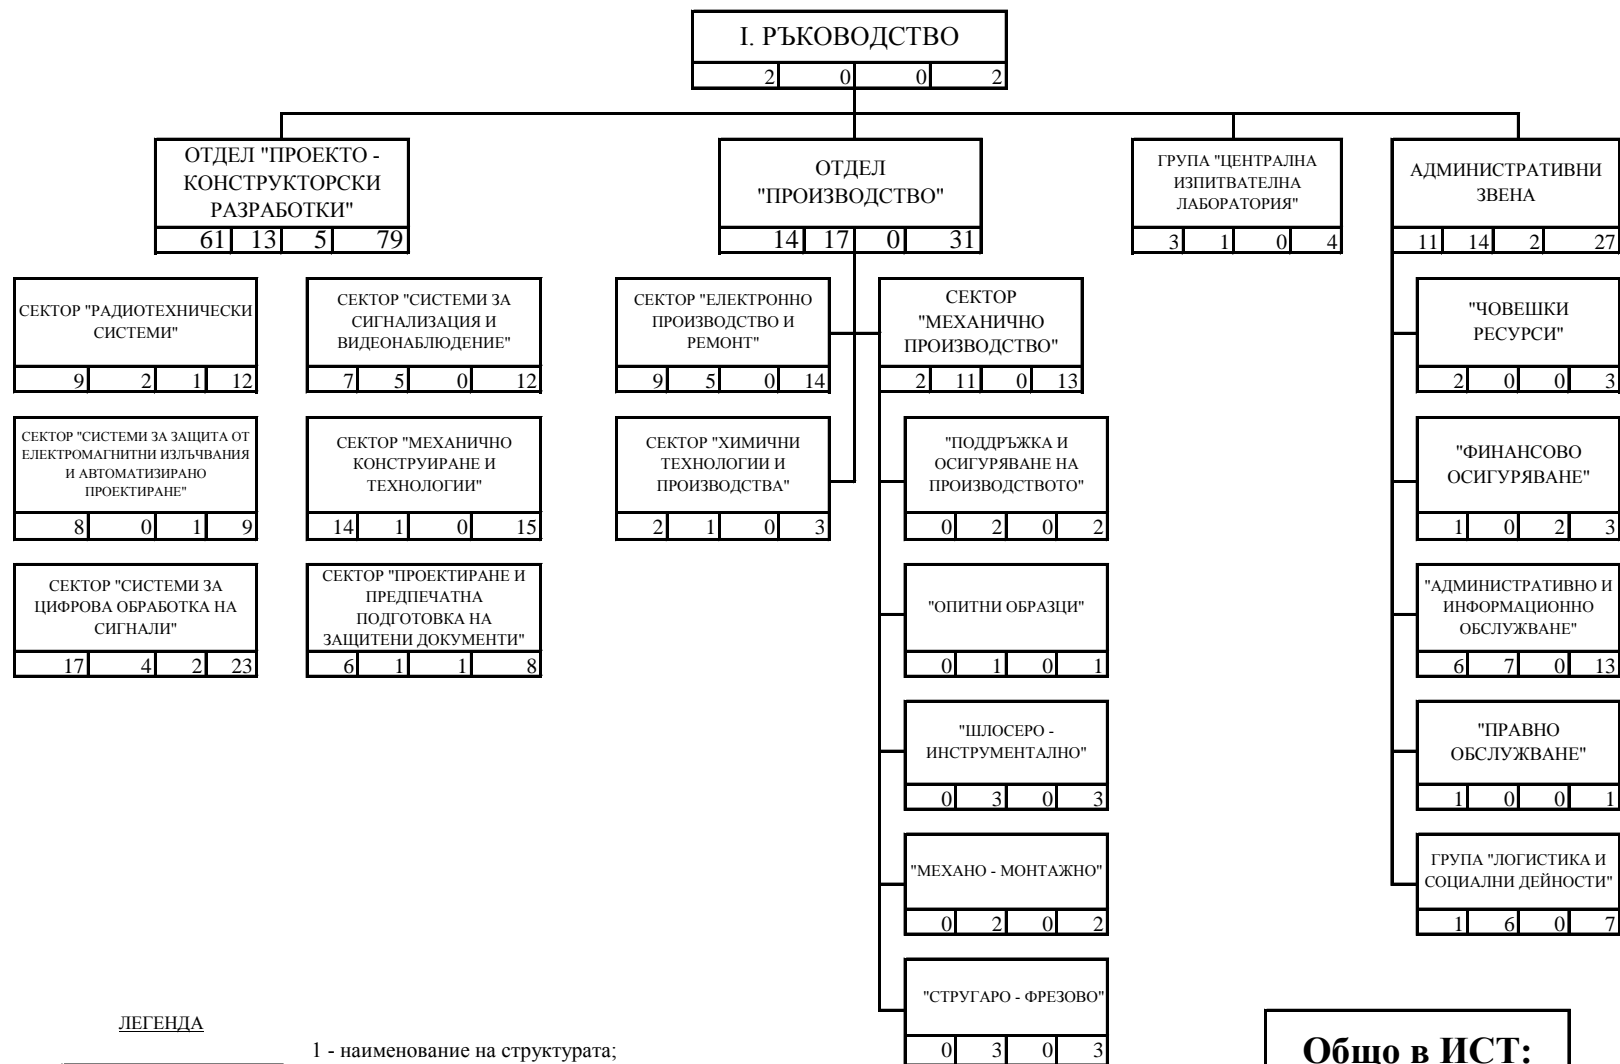 І. РЪКОВОДСТВО
2 0 0 2
ОТДЕЛ "ПРОЕКТО -
КОНСТРУКТОРСКИ
РАЗРАБОТКИ"
61 13 5 79
ОТДЕЛ
"ПРОИЗВОДСТВО"
14 17 0 31
ГРУПА "ЦЕНТРАЛНА
ИЗПИТВАТЕЛНА
ЛАБОРАТОРИЯ"
3 1 0 4
АДМИНИСТРАТИВНИ
ЗВЕНА
11 14 2 27
СЕКТОР "РАДИОТЕХНИЧЕСКИ
СИСТЕМИ"
9 2 1 12
СЕКТОР "СИСТЕМИ ЗА
СИГНАЛИЗАЦИЯ И
ВИДЕОНАБЛЮДЕНИЕ"
7 5 0 12
СЕКТОР "ЕЛЕКТРОННО
ПРОИЗВОДСТВО И
РЕМОНТ"
9 5 0 14
СЕКТОР
"МЕХАНИЧНО
ПРОИЗВОДСТВО"
2 11 0 13
"ЧОВЕШКИ
РЕСУРСИ"
2 0 0 3
СЕКТОР "СИСТЕМИ ЗА ЗАЩИТА ОТ
ЕЛЕКТРОМАГНИТНИ ИЗЛЪЧВАНИЯ
И АВТОМАТИЗИРАНО
ПРОЕКТИРАНЕ"
8 0 1 9
СЕКТОР "МЕХАНИЧНО
КОНСТРУИРАНЕ И
ТЕХНОЛОГИИ"
14 1 0 15
СЕКТОР "ХИМИЧНИ
ТЕХНОЛОГИИ И
ПРОИЗВОДСТВА"
2 1 0 3
"ПОДДРЪЖКА И
ОСИГУРЯВАНЕ НА
ПРОИЗВОДСТВОТО"
0 2 0 2
"ФИНАНСОВО
ОСИГУРЯВАНЕ"
1 0 2 3
СЕКТОР "СИСТЕМИ ЗА
ЦИФРОВА ОБРАБОТКА НА
СИГНАЛИ"
17 4 2 23
СЕКТОР "ПРОЕКТИРАНЕ И
ПРЕДПЕЧАТНА
ПОДГОТОВКА НА
ЗАЩИТЕНИ ДОКУМЕНТИ"
6 1 1 8
"ОПИТНИ ОБРАЗЦИ"
0 1 0 1
"АДМИНИСТРАТИВНО И
ИНФОРМАЦИОННО
ОБСЛУЖВАНЕ"
6 7 0 13
"ШЛОСЕРО -
ИНСТРУМЕНТАЛНО"
0 3 0 3
"ПРАВНО
ОБСЛУЖВАНЕ"
1 0 0 1
"МЕХАНО - МОНТАЖНО"
0 2 0 2
ГРУПА "ЛОГИСТИКА И
СОЦИАЛНИ ДЕЙНОСТИ"
1 6 0 7
"СТРУГАРО - ФРЕЗОВО"
0 3 0 3
ЛЕГЕНДА
1 - наименование на структурата;
Общо в ИСТ: